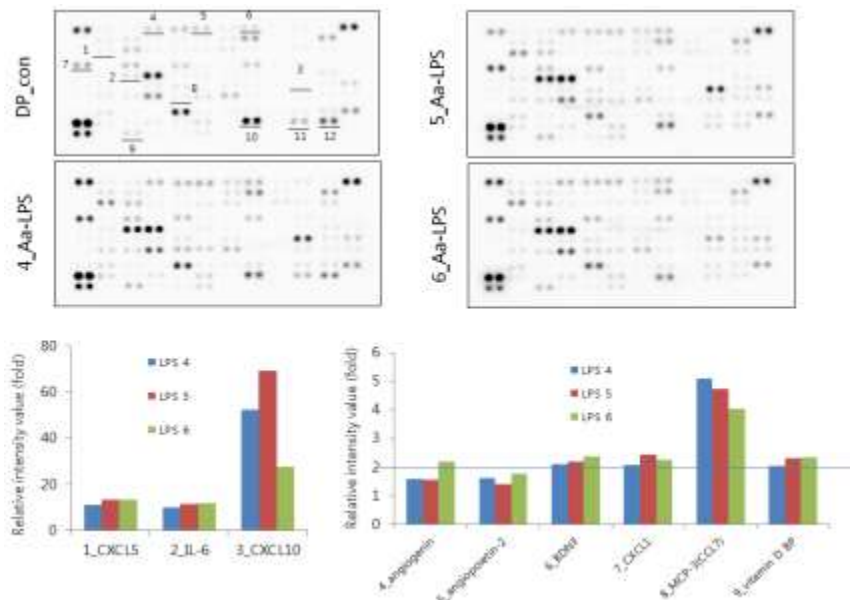 DP_con
4 5 6
1
7
2
3
8
9
10 11 12
5_Aa-LPS
4_Aa-LPS
6_Aa-LPS
Relative intensity value (fold)
80
60
40
20
0
LPS 4
LPS 5
LPS 6
1_CXCL5 2_IL-6 3_CXCL10
Relative intensity value (fold)
6
5
4
3
2
1
0
LPS 4
LPS 5
LPS 6
4_angiogenin
5_angiopoietin-2
6_BDNF
7_CXCL1
8_MCP-3(CCL7)
9_vitamin D BP